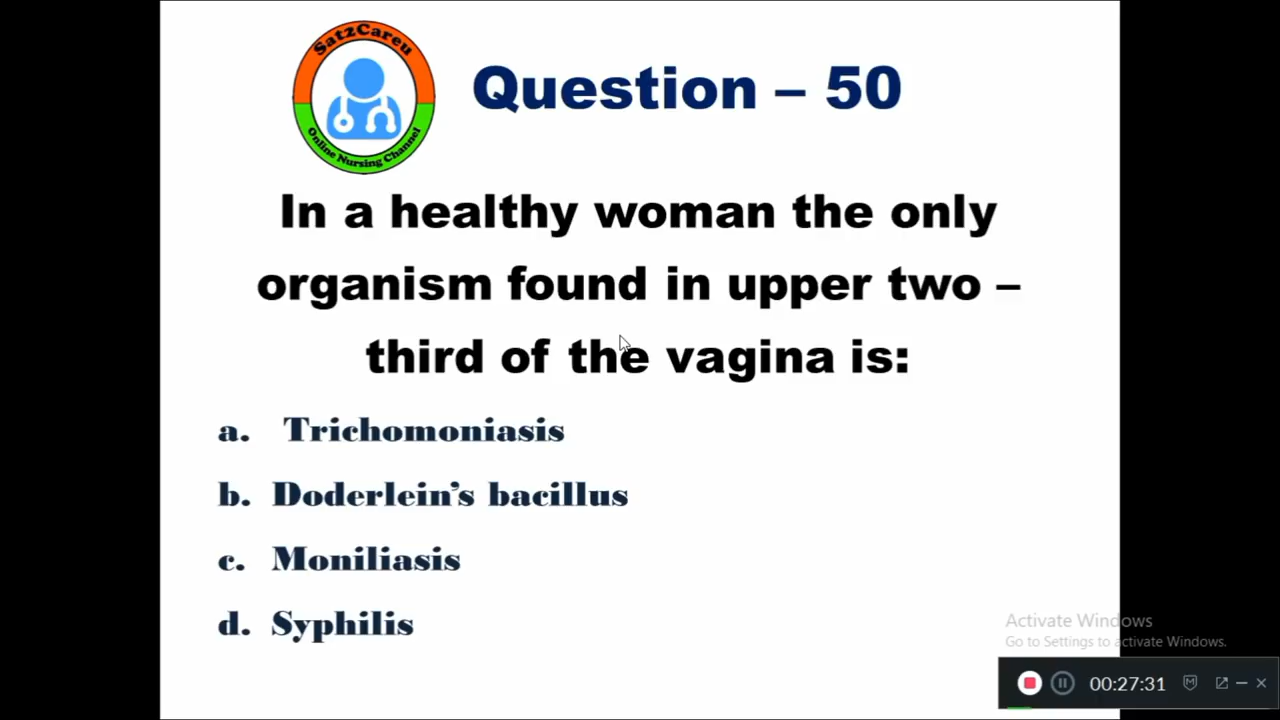 Sat2Careu
Online Nursing Channel
Question – 50
In a healthy woman the only
organism found in upper two –
third of the vagina is:
a. Trichomoniasis
b. Doderlein’s bacillus
c. Moniliasis
d. Syphilis
Activate Windows
Go to Settings to activate Windows.
00:27:31